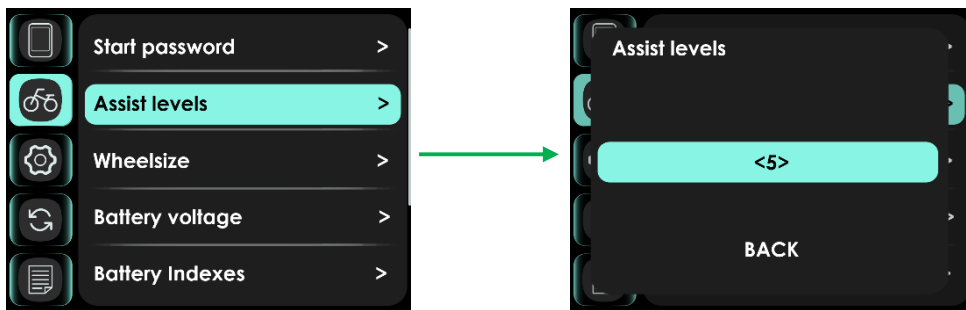 Start password >
Assist levels >
Wheelsize >
Battery voltage >
Battery Indexes >
Assist levels
<5>
BACK